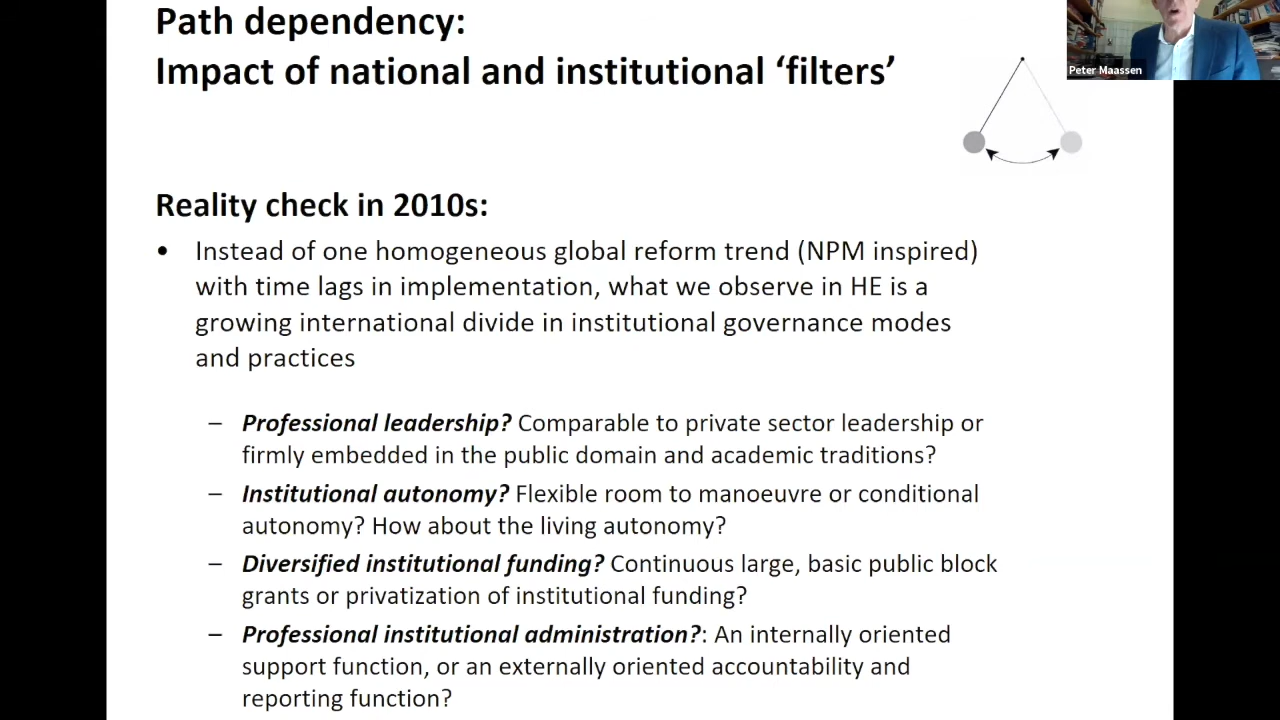 Path dependency:
Impact of national and institutional ‘filters’
Peter Maassen
Reality check in 2010s:
• Instead of one homogeneous global reform trend (NPM inspired)
with time lags in implementation, what we observe in HE is a
growing international divide in institutional governance modes
and practices
– Professional leadership? Comparable to private sector leadership or
firmly embedded in the public domain and academic traditions?
– Institutional autonomy? Flexible room to manoeuvre or conditional
autonomy? How about the living autonomy?
– Diversified institutional funding? Continuous large, basic public block
grants or privatization of institutional funding?
– Professional institutional administration?: An internally oriented
support function, or an externally oriented accountability and
reporting function?